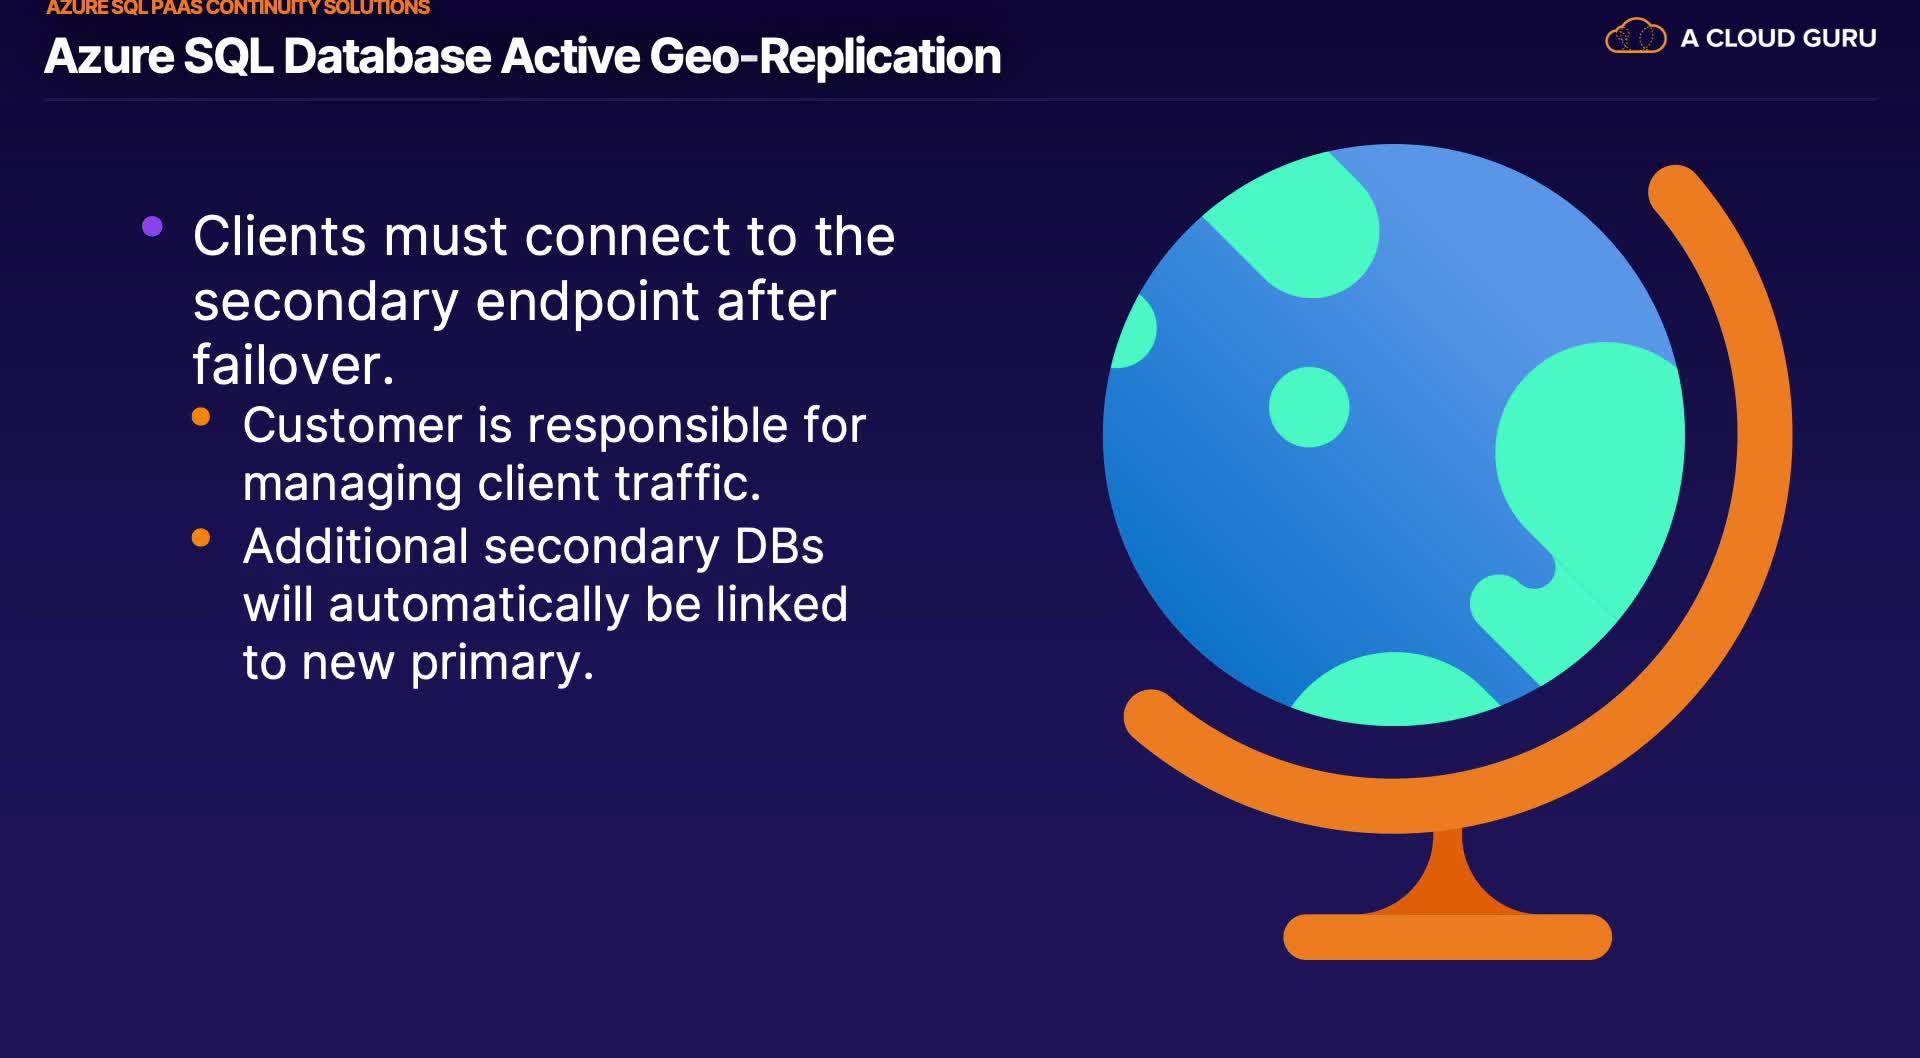 AZURE SQL PAAS CONTINUITY SOLUTIONS
Azure SQL Database Active Geo-Replication
A CLOUD GURU
Clients must connect to the
secondary endpoint after
failover.
Customer is responsible for
managing client traffic.
Additional secondary DBs
will automatically be linked
to new primary.